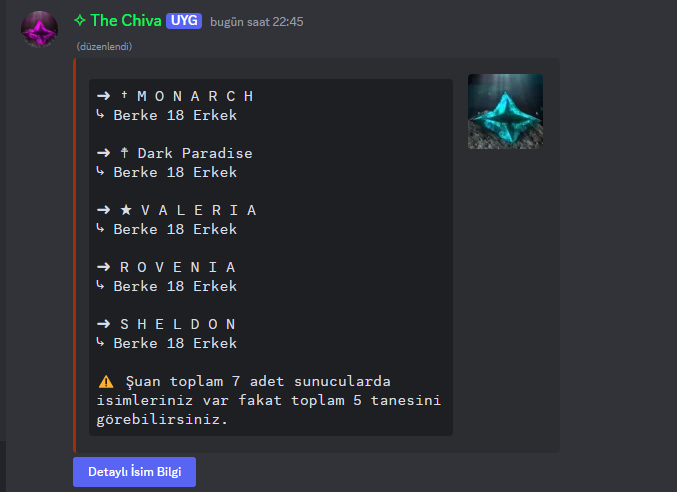 ✧ The Chiva UYG bugün saat 22:45
(düzenlendi)
➜ † M O N A R C H
↳ Berke 18 Erkek
➜ ☨ Dark Paradise
↳ Berke 18 Erkek
➜ ★ V A L E R I A
↳ Berke 18 Erkek
➜ R O V E N I A
↳ Berke 18 Erkek
➜ S H E L D O N
↳ Berke 18 Erkek
⚠️ Şuan toplam 7 adet sunucularda
isimleriniz var fakat toplam 5 tanesini
görebilirsiniz.
Detaylı İsim Bilgi